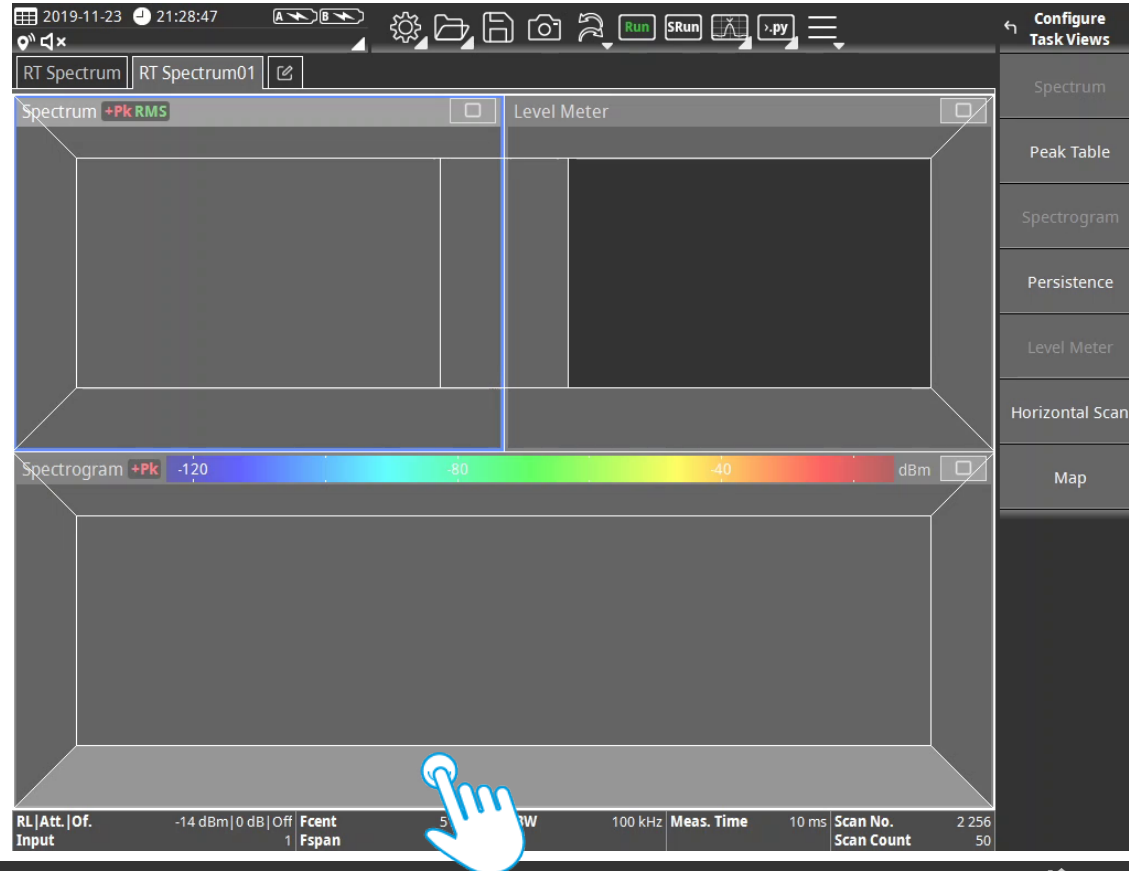 2019-11-23 21:28:47 A B
Run SRun >.py
Configure
Task Views
RT Spectrum RT Spectrum01
Spectrum +Pk RMS
Level Meter
Spectrogram +Pk -120 -80 -40 dBm
Spectrum
Peak Table
Spectrogram
Persistence
Level Meter
Horizontal Scan
Map
RL|Att.|Of. -14 dBm|0 dB|Off Fcent 5 BW 100 kHz Meas. Time 10 ms Scan No. 2 256
Input 1 Fspan Scan Count 50